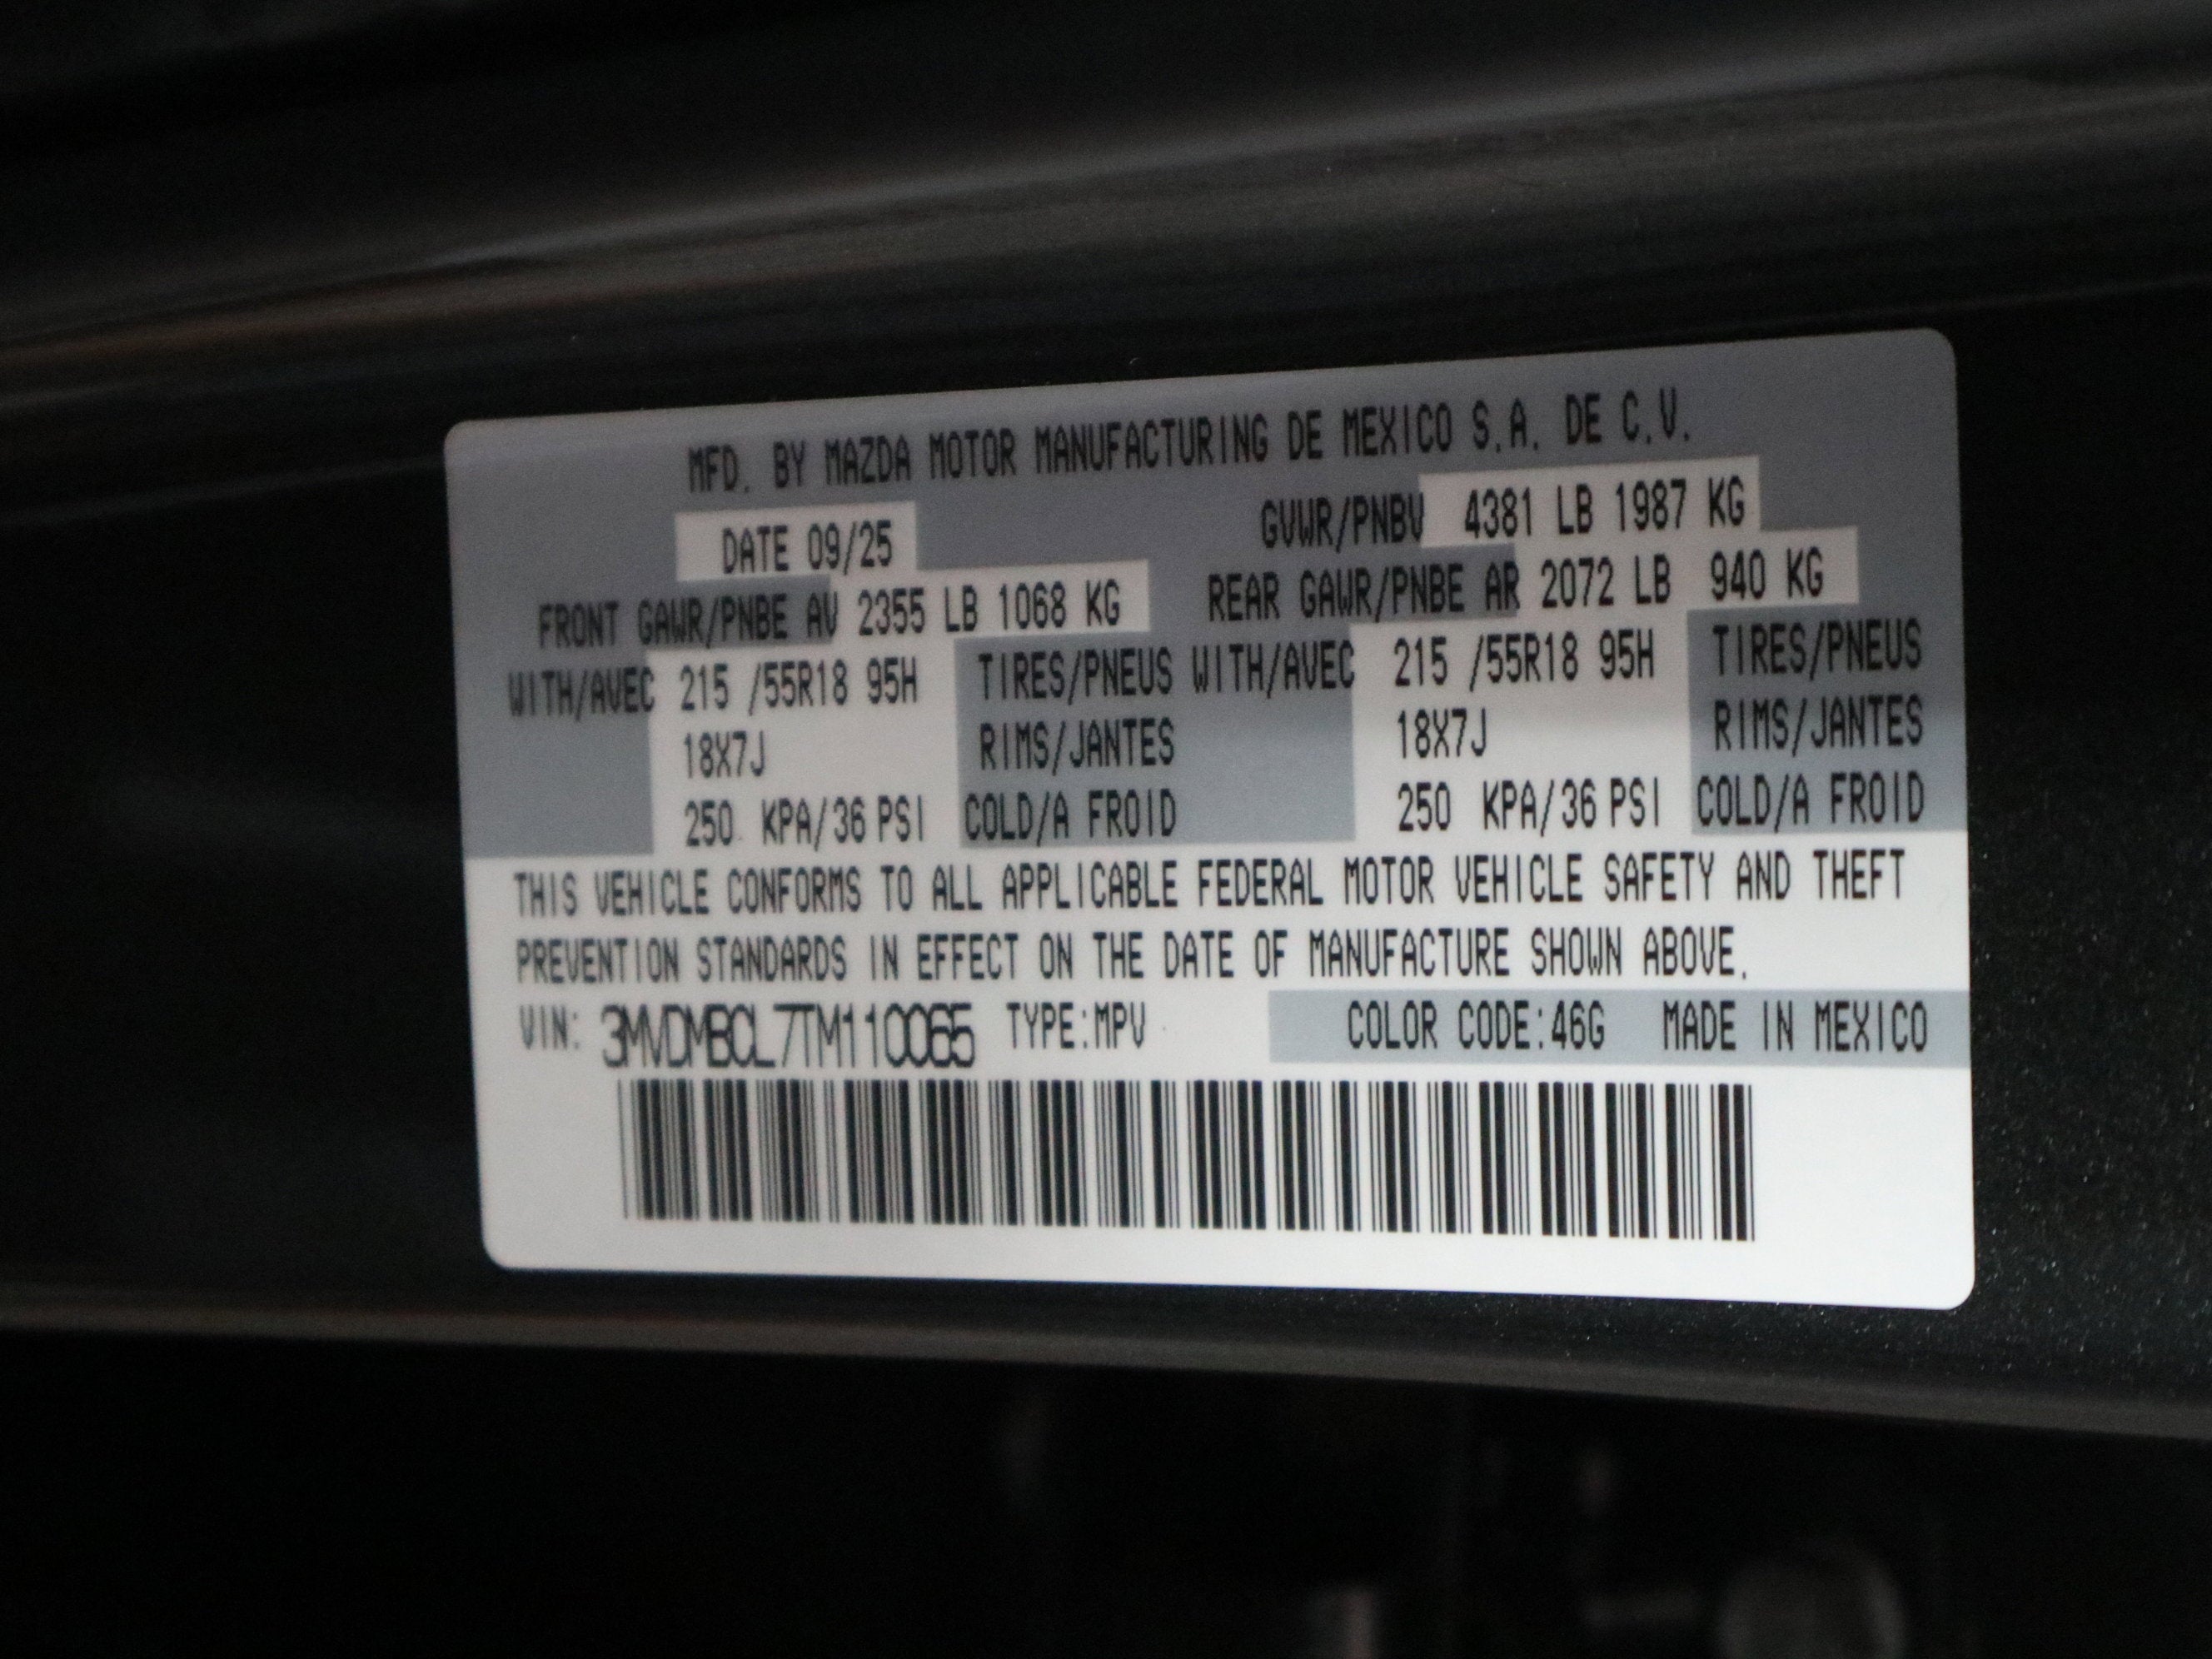 MFD. BY MAZDA MOTOR MANUFACTURING DE MEXICO S.A. DE C.V.
DATE 09/25 GVWR/PNBV 4381 LB 1987 KG
FRONT GAWR/PNBE AV 2355 LB 1068 KG REAR GAWR/PNBE AR 2072 LB 940 KG
WITH/AVEC 215 /55R18 95H TIRES/PNEUS WITH/AVEC 215 /55R18 95H TIRES/PNEUS
18X7J RIMS/JANTES 18X7J RIMS/JANTES
250 KPA/36 PSI COLD/A FROID 250 KPA/36 PSI COLD/A FROID
THIS VEHICLE CONFORMS TO ALL APPLICABLE FEDERAL MOTOR VEHICLE SAFETY AND THEFT
PREVENTION STANDARDS IN EFFECT ON THE DATE OF MANUFACTURE SHOWN ABOVE.
VIN: 3MVDMBCL7TM110065 TYPE:MPV COLOR CODE:46G MADE IN MEXICO